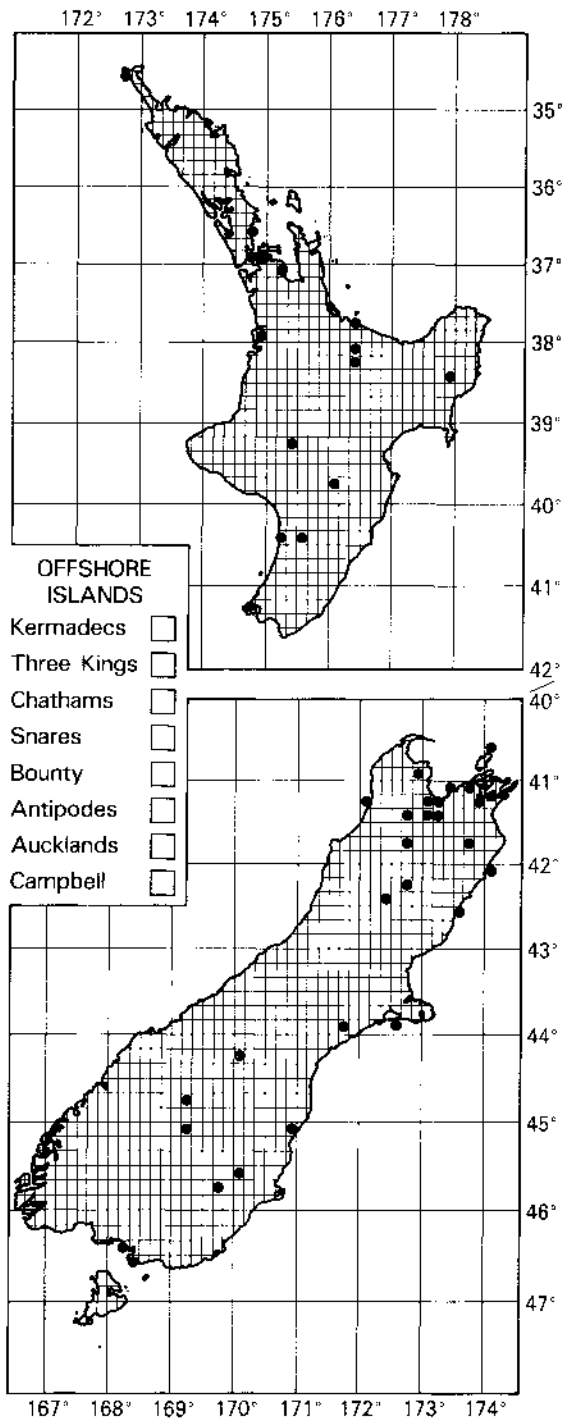 172° 173° 174° 175° 176° 177° 178°
35°
36°
37°
38°
39°
40°
41°
42°
OFFSHORE
ISLANDS
Kermadecs
Three Kings
Chathams
Snares
Bounty
Antipodes
Aucklands
Campbell
40°
41°
42°
43°
44°
45°
46°
47°
167° 168° 169° 170° 171° 172° 173° 174°